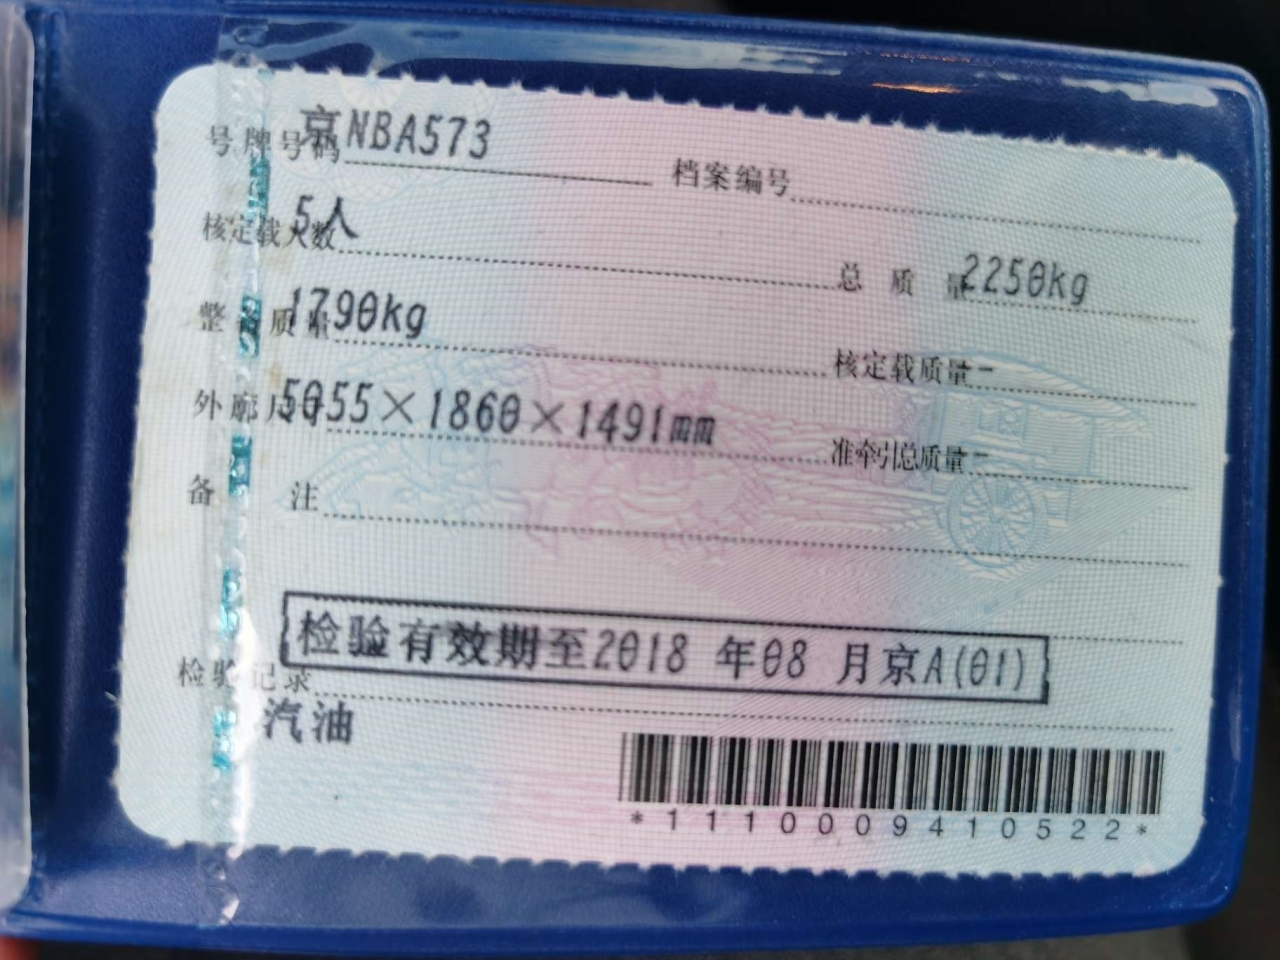 号牌号码 京NBA573 档案编号
核定载人数 5人 总质量 2250kg
整备质量 1790kg 核定载质量 --
外廓尺寸 5055×1860×1491mm 准牵引总质量 --
备注
检验有效期至2018年08月京A(01)
检验记录
汽油
*1110009410522*